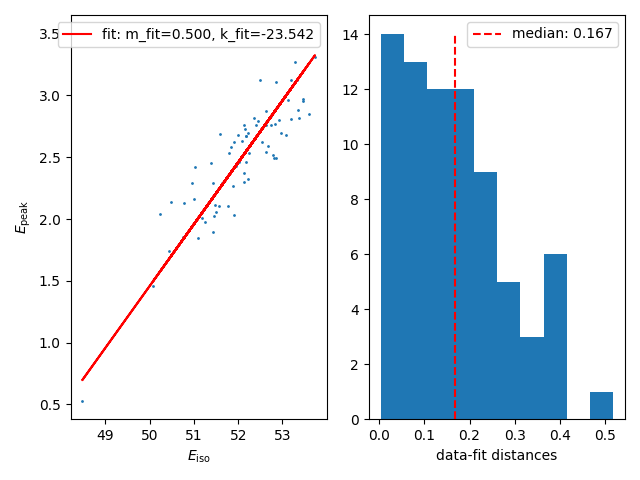 fit: m_fit=0.500, k_fit=-23.542
3.5
3.0
2.5
2.0
1.5
1.0
0.5
E_peak
49 50 51 52 53
E_iso
median: 0.167
14
12
10
8
6
4
2
0
0.0 0.1 0.2 0.3 0.4 0.5
data-fit distances